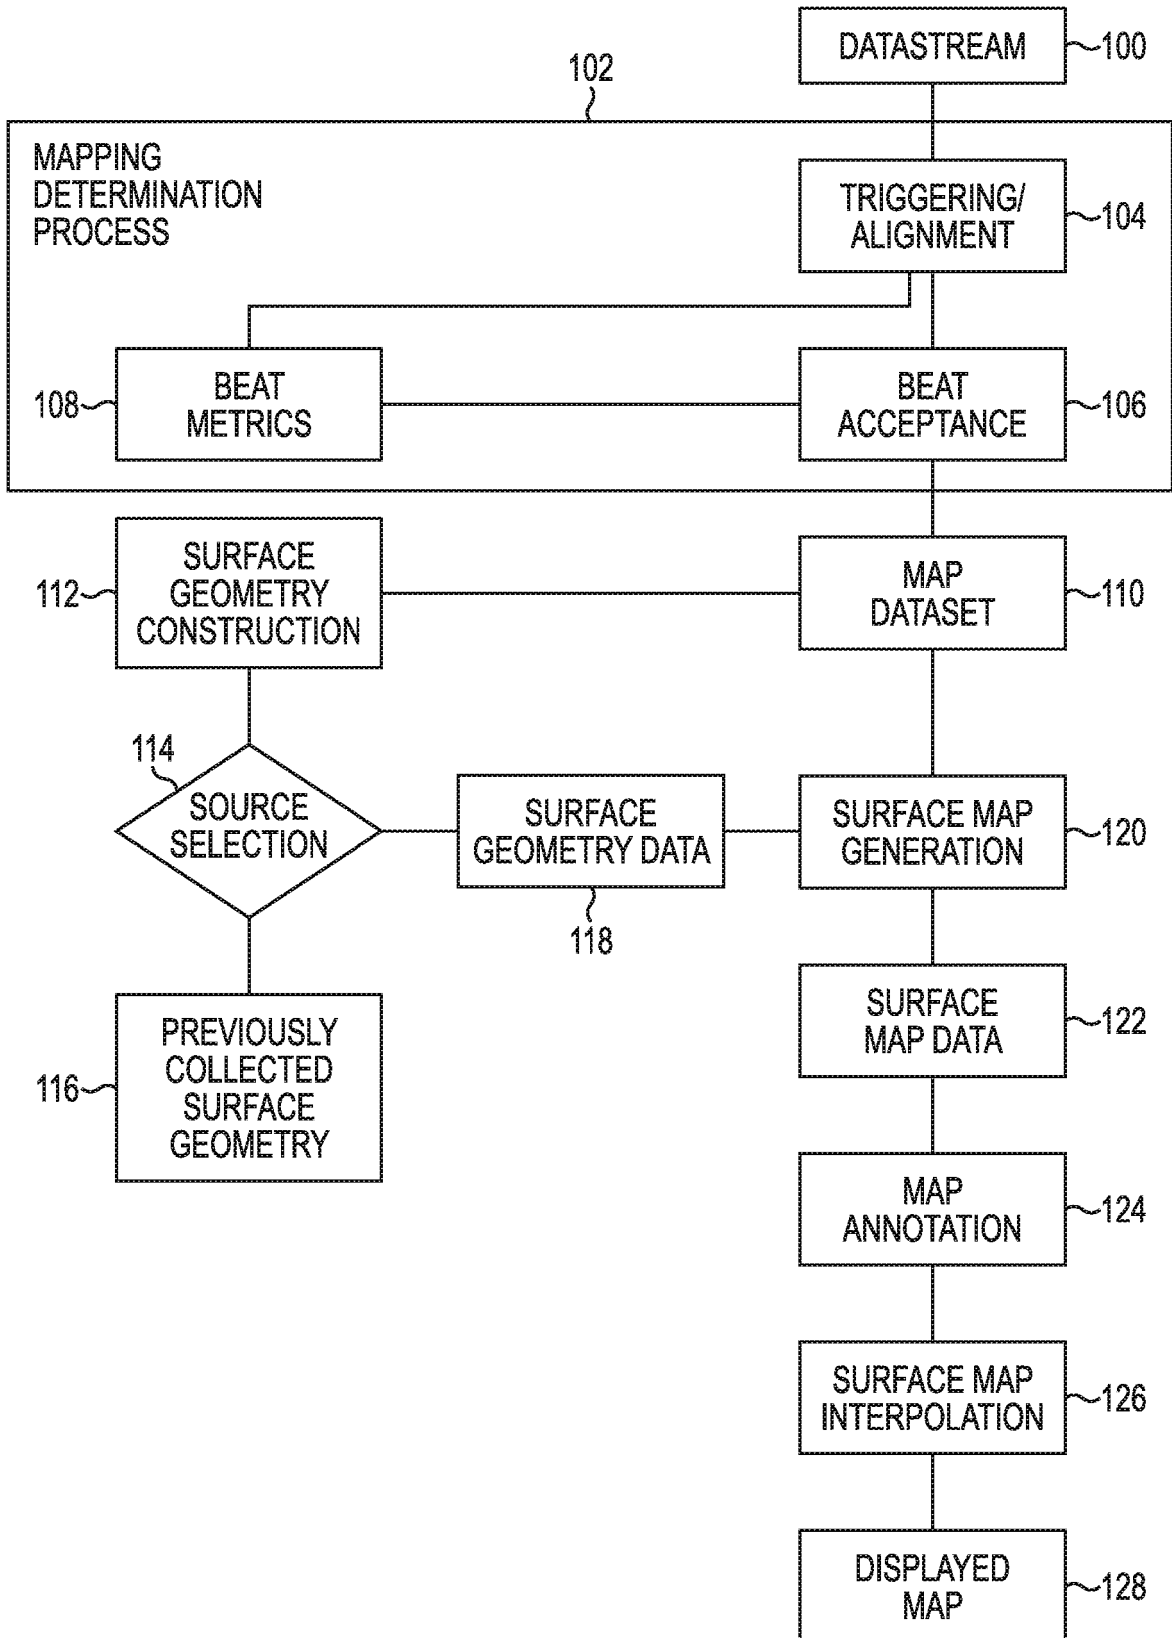 DATASTREAM
100
102
MAPPING
DETERMINATION
PROCESS
TRIGGERING/
ALIGNMENT
104
108
BEAT
METRICS
BEAT
ACCEPTANCE
106
112
SURFACE
GEOMETRY
CONSTRUCTION
MAP
DATASET
110
114
SOURCE
SELECTION
SURFACE
GEOMETRY DATA
118
SURFACE MAP
GENERATION
120
116
PREVIOUSLY
COLLECTED
SURFACE
GEOMETRY
SURFACE
MAP DATA
122
MAP
ANNOTATION
124
SURFACE MAP
INTERPOLATION
126
DISPLAYED
MAP
128